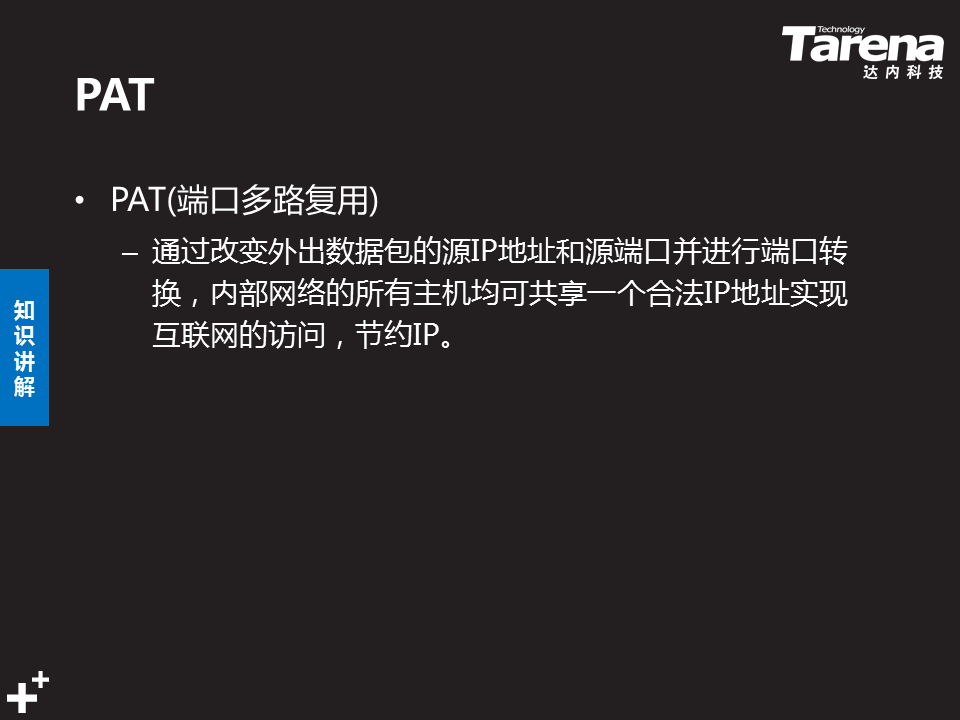 Technology
Tarena
达内科技
PAT
• PAT(端口多路复用)
– 通过改变外出数据包的源IP地址和源端口并进行端口转
换，内部网络的所有主机均可共享一个合法IP地址实现
互联网的访问，节约IP。
知
识
讲
解